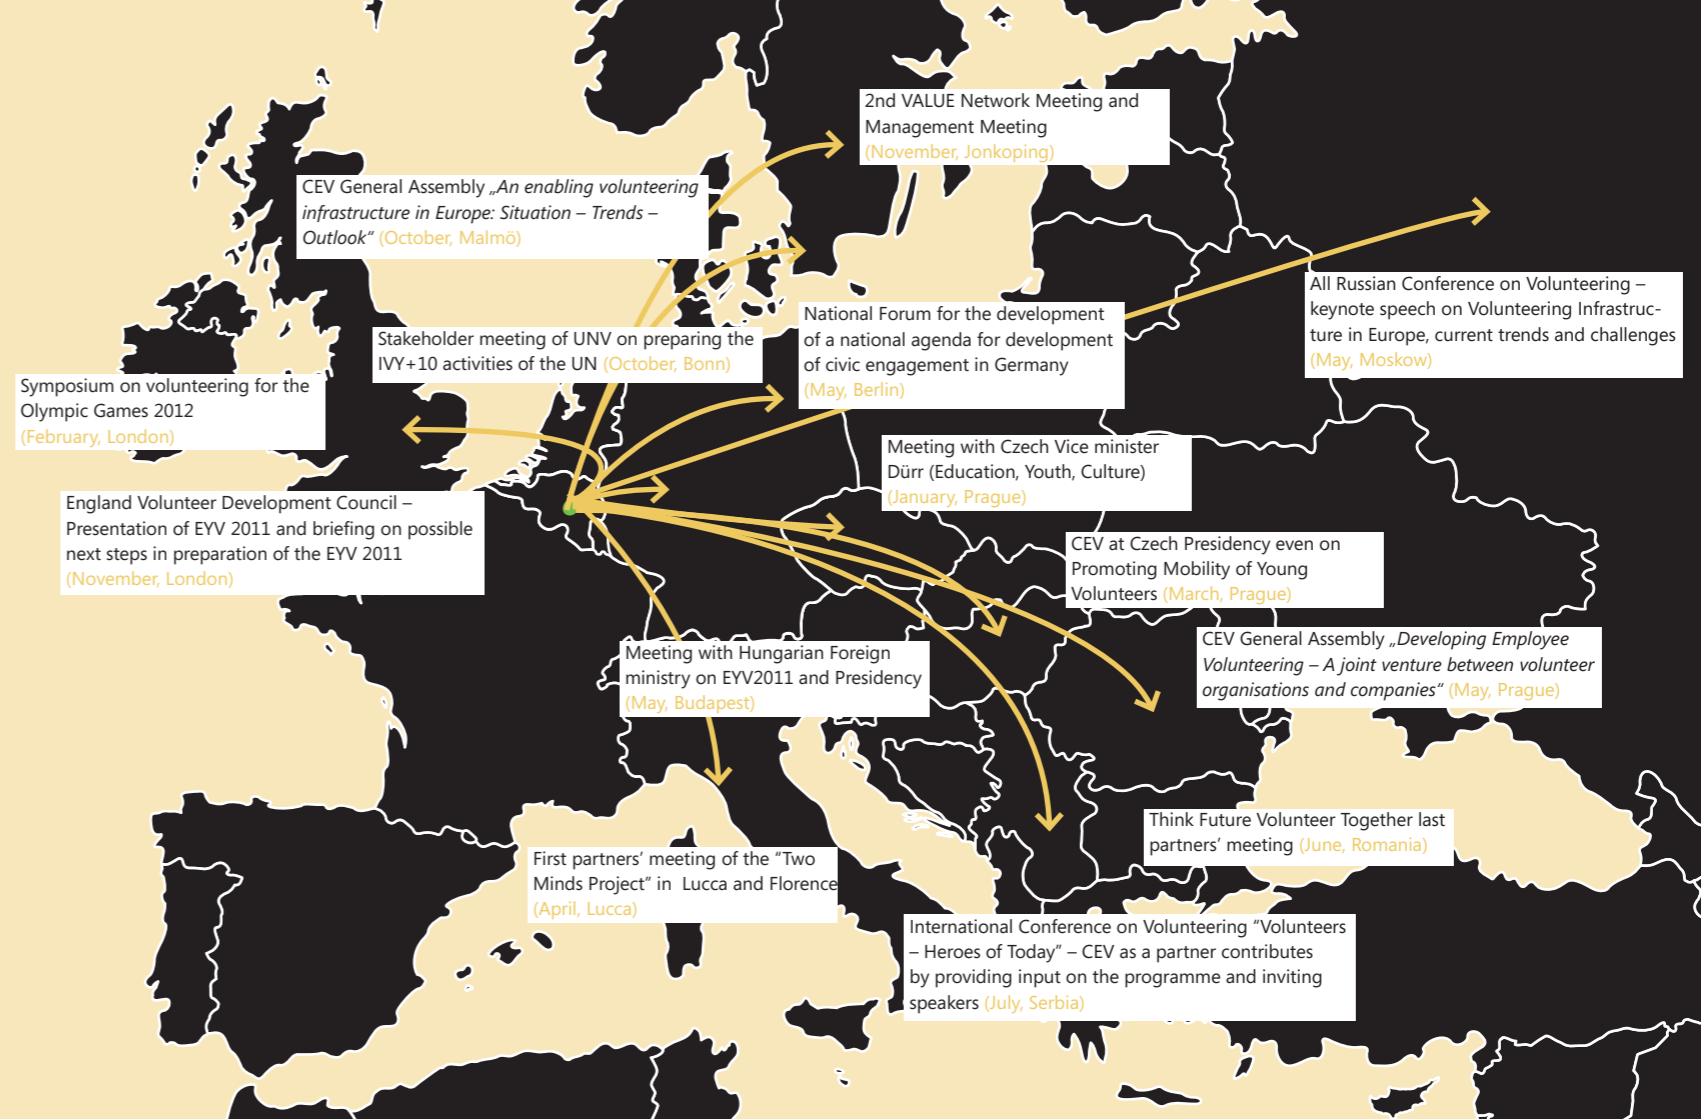 2nd VALUE Network Meeting and
Management Meeting
(November, Jonkoping)
CEV General Assembly „An enabling volunteering
infrastructure in Europe: Situation – Trends –
Outlook“ (October, Malmö)
All Russian Conference on Volunteering –
keynote speech on Volunteering Infrastruc-
ture in Europe, current trends and challenges
(May, Moskow)
National Forum for the development
of a national agenda for development
of civic engagement in Germany
(May, Berlin)
Stakeholder meeting of UNV on preparing the
IVY+10 activities of the UN (October, Bonn)
Symposium on volunteering for the
Olympic Games 2012
(February, London)
Meeting with Czech Vice minister
Dürr (Education, Youth, Culture)
(January, Prague)
England Volunteer Development Council –
Presentation of EYV 2011 and briefing on possible
next steps in preparation of the EYV 2011
(November, London)
CEV at Czech Presidency even on
Promoting Mobility of Young
Volunteers (March, Prague)
CEV General Assembly „Developing Employee
Volunteering – A joint venture between volunteer
organisations and companies“ (May, Prague)
Meeting with Hungarian Foreign
ministry on EYV2011 and Presidency
(May, Budapest)
Think Future Volunteer Together last
partners’ meeting (June, Romania)
First partners’ meeting of the “Two
Minds Project” in Lucca and Florence
(April, Lucca)
International Conference on Volunteering “Volunteers
– Heroes of Today” – CEV as a partner contributes
by providing input on the programme and inviting
speakers (July, Serbia)